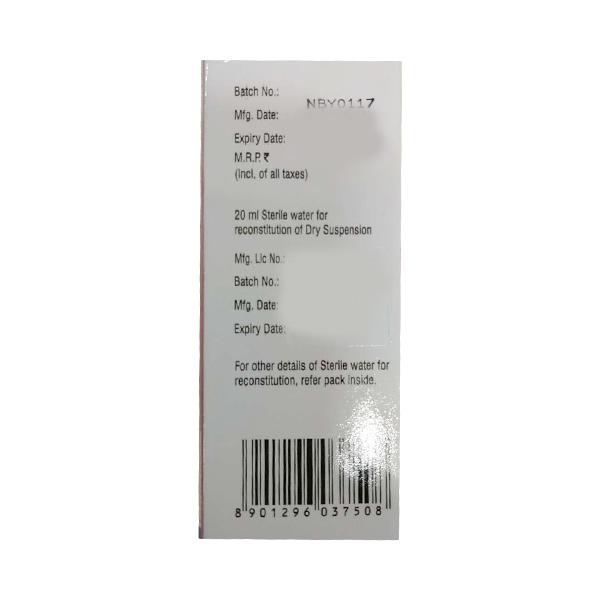 Batch No.: NBY0117
Mfg. Date:
Expiry Date:
M.R.P. ₹
(Incl. of all taxes)
20 ml Sterile water for
reconstitution of Dry Suspension
Mfg. Lic No.:
Batch No.:
Mfg. Date:
Expiry Date:
For other details of Sterile water for
reconstitution, refer pack inside.
8 901296 037508